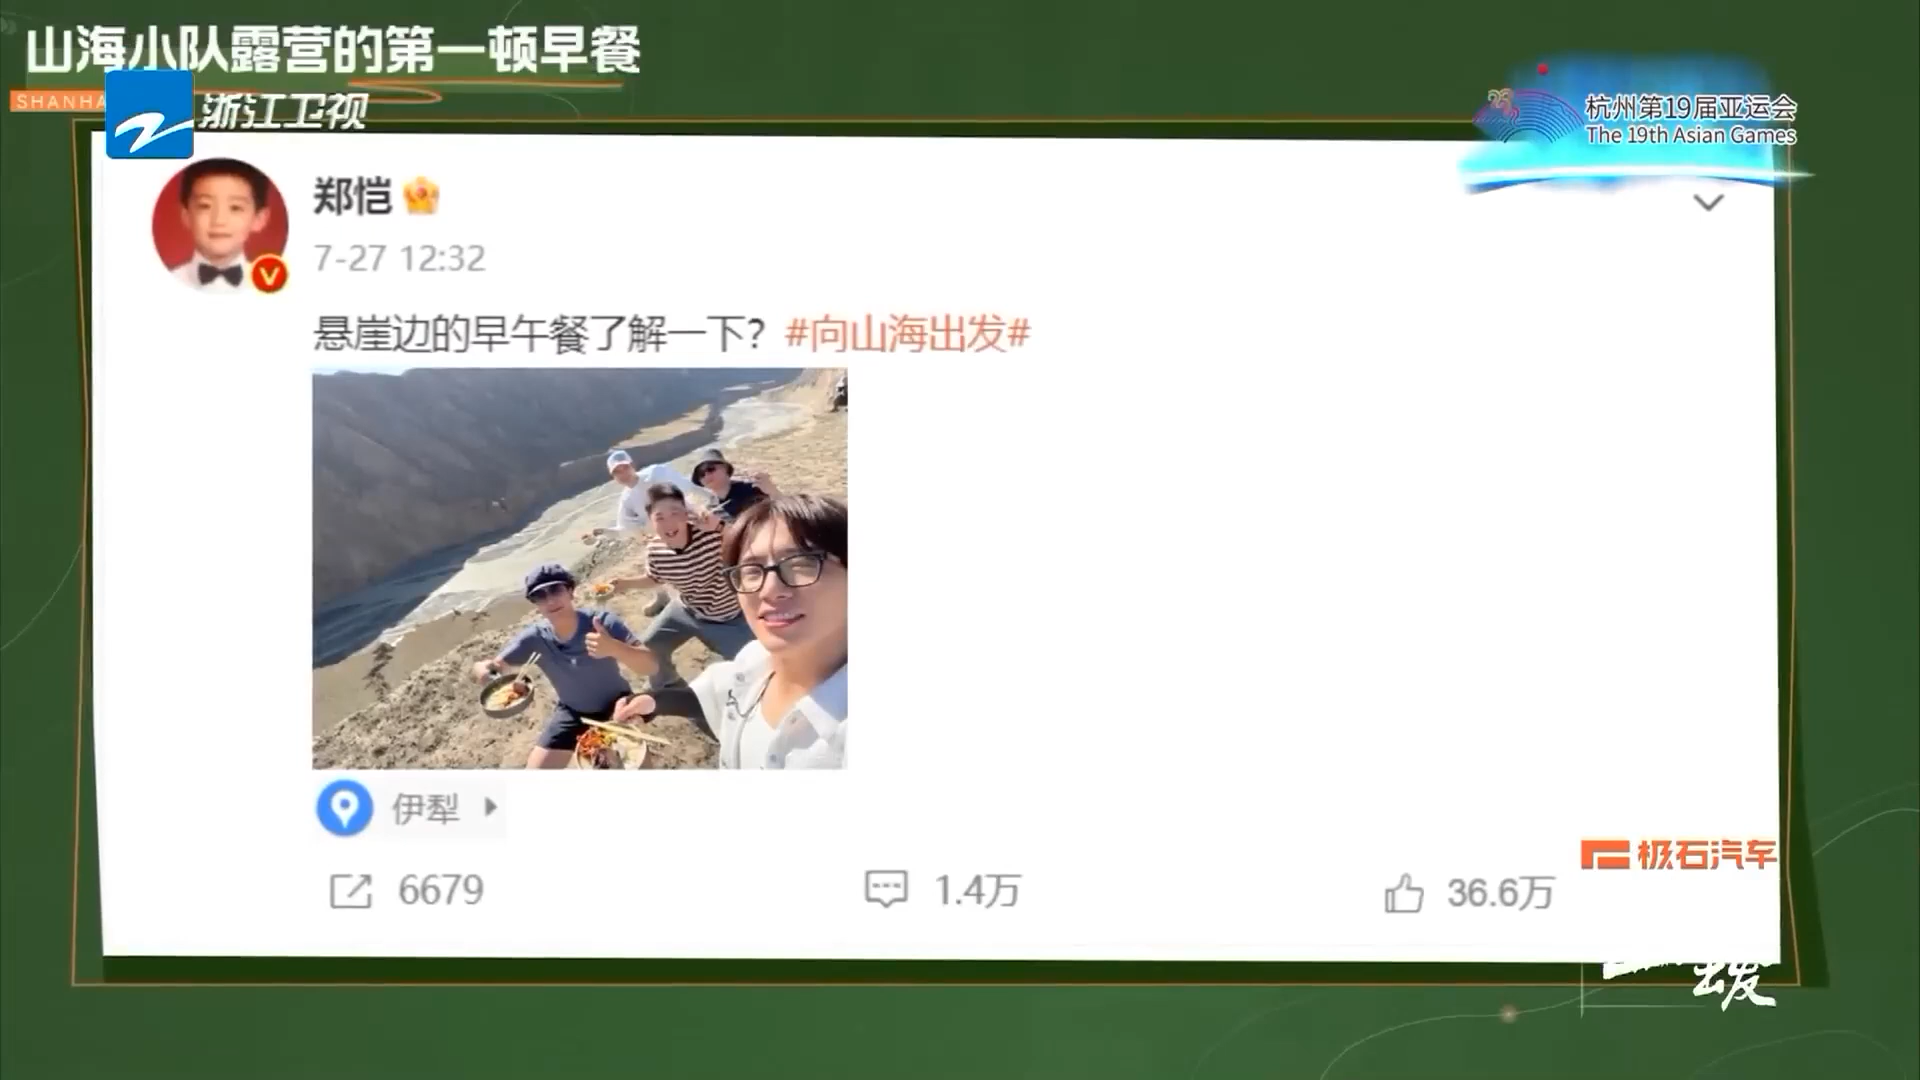 山海小队露营的第一顿早餐
SHANHA
浙江卫视
杭州第19届亚运会
The 19th Asian Games
郑恺
7-27 12:32
悬崖边的早午餐了解一下？#向山海出发#
伊犁
6679
1.4万
36.6万
极石汽车
出发